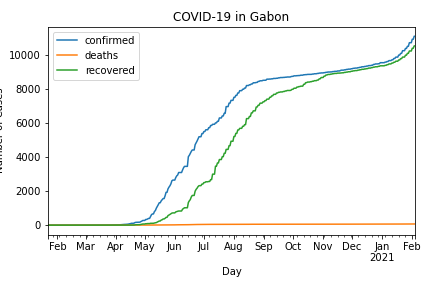 COVID-19 in Gabon
confirmed
deaths
recovered
10000
8000
6000
4000
2000
0
Feb Mar Apr May Jun Jul Aug Sep Oct Nov Dec Jan Feb
2021
Day